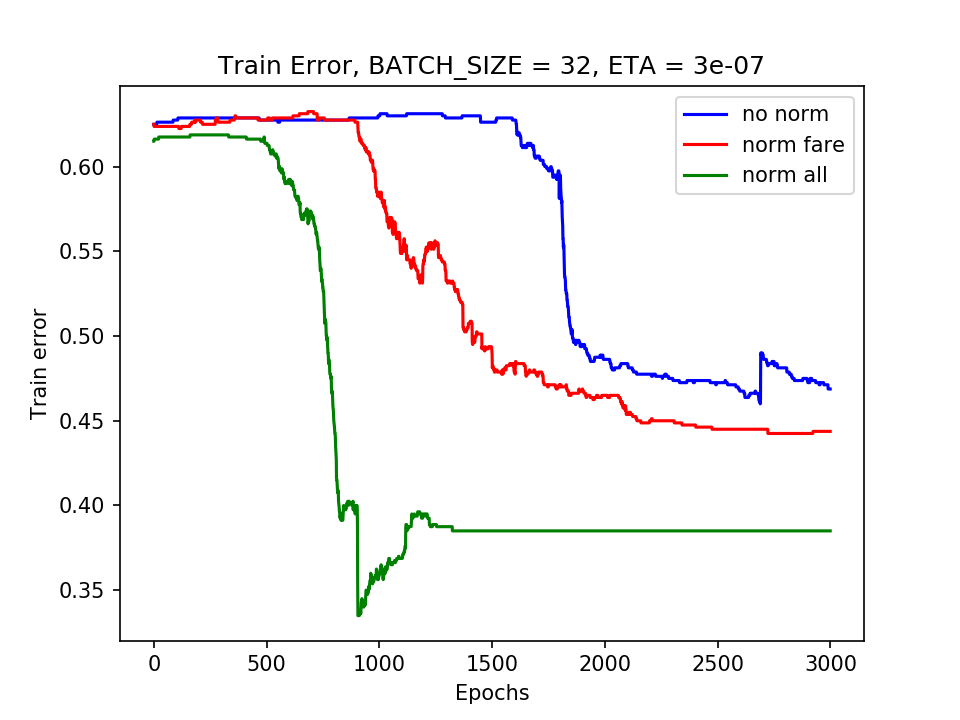 Train Error, BATCH_SIZE = 32, ETA = 3e-07
no norm
norm fare
norm all
Train error
0.60
0.55
0.50
0.45
0.40
0.35
0 500 1000 1500 2000 2500 3000
Epochs